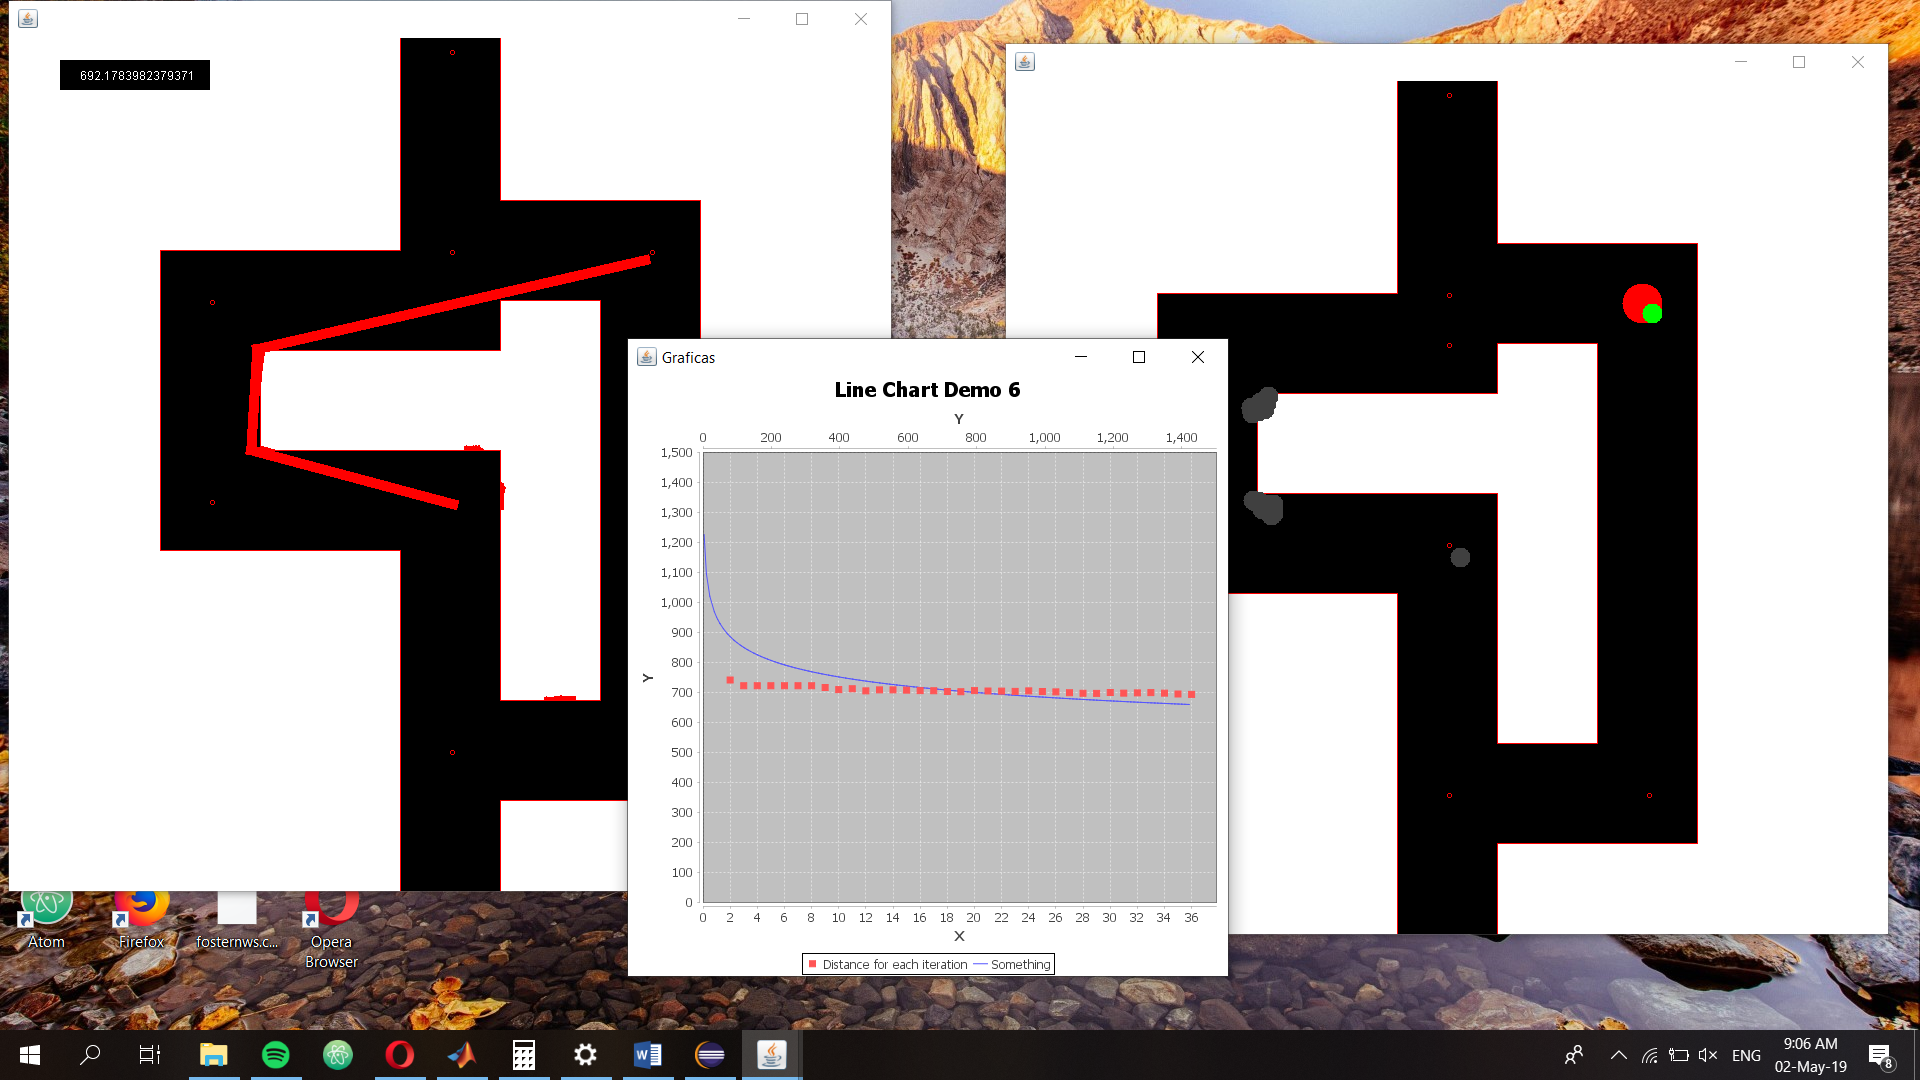 692.1783982379371
Graficas
Line Chart Demo 6
Y
0 200 400 600 800 1,000 1,200 1,400
1,500
1,400
1,300
1,200
1,100
1,000
900
800
700
600
500
400
300
200
100
0
Y
0 2 4 6 8 10 12 14 16 18 20 22 24 26 28 30 32 34 36
X
Distance for each iteration Something
Atom
Firefox
fosternws.c...
Opera
Browser
ENG
9:06 AM
02-May-19
8